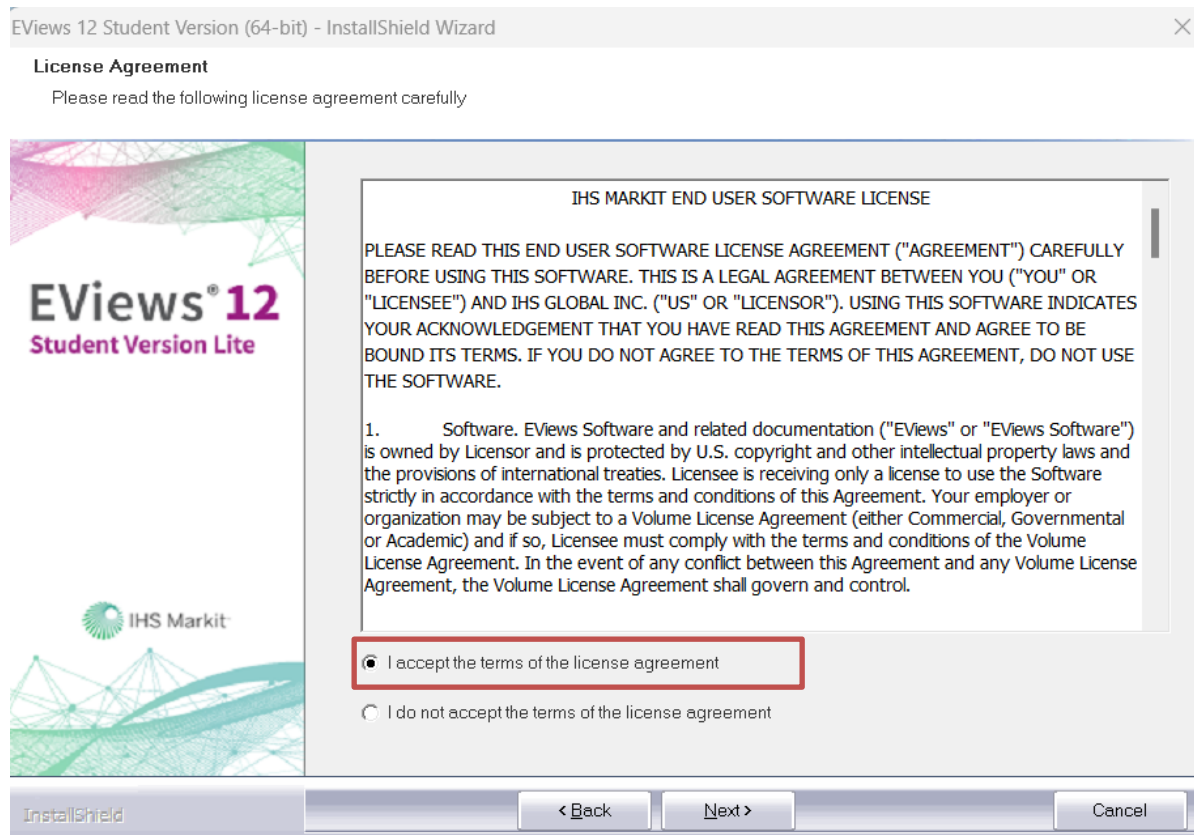 EViews 12 Student Version (64-bit) - InstallShield Wizard
License Agreement
Please read the following license agreement carefully
EViews® 12
Student Version Lite
IHS Markit
IHS MARKIT END USER SOFTWARE LICENSE
PLEASE READ THIS END USER SOFTWARE LICENSE AGREEMENT ("AGREEMENT") CAREFULLY
BEFORE USING THIS SOFTWARE. THIS IS A LEGAL AGREEMENT BETWEEN YOU ("YOU" OR
"LICENSEE") AND IHS GLOBAL INC. ("US" OR "LICENSOR"). USING THIS SOFTWARE INDICATES
YOUR ACKNOWLEDGEMENT THAT YOU HAVE READ THIS AGREEMENT AND AGREE TO BE
BOUND ITS TERMS. IF YOU DO NOT AGREE TO THE TERMS OF THIS AGREEMENT, DO NOT USE
THE SOFTWARE.
1. Software. EViews Software and related documentation ("EViews" or "EViews Software")
is owned by Licensor and is protected by U.S. copyright and other intellectual property laws and
the provisions of international treaties. Licensee is receiving only a license to use the Software
strictly in accordance with the terms and conditions of this Agreement. Your employer or
organization may be subject to a Volume License Agreement (either Commercial, Governmental
or Academic) and if so, Licensee must comply with the terms and conditions of the Volume
License Agreement. In the event of any conflict between this Agreement and any Volume License
Agreement, the Volume License Agreement shall govern and control.
I accept the terms of the license agreement
I do not accept the terms of the license agreement
InstallShield
< Back
Next >
Cancel